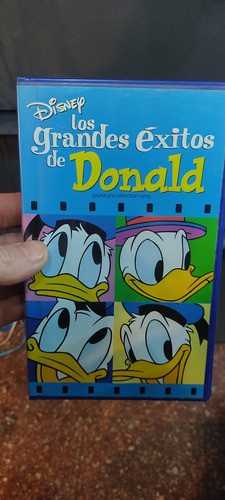 Disney
los
grandes éxitos
de Donald
(DONALD'S GREATEST HITS)